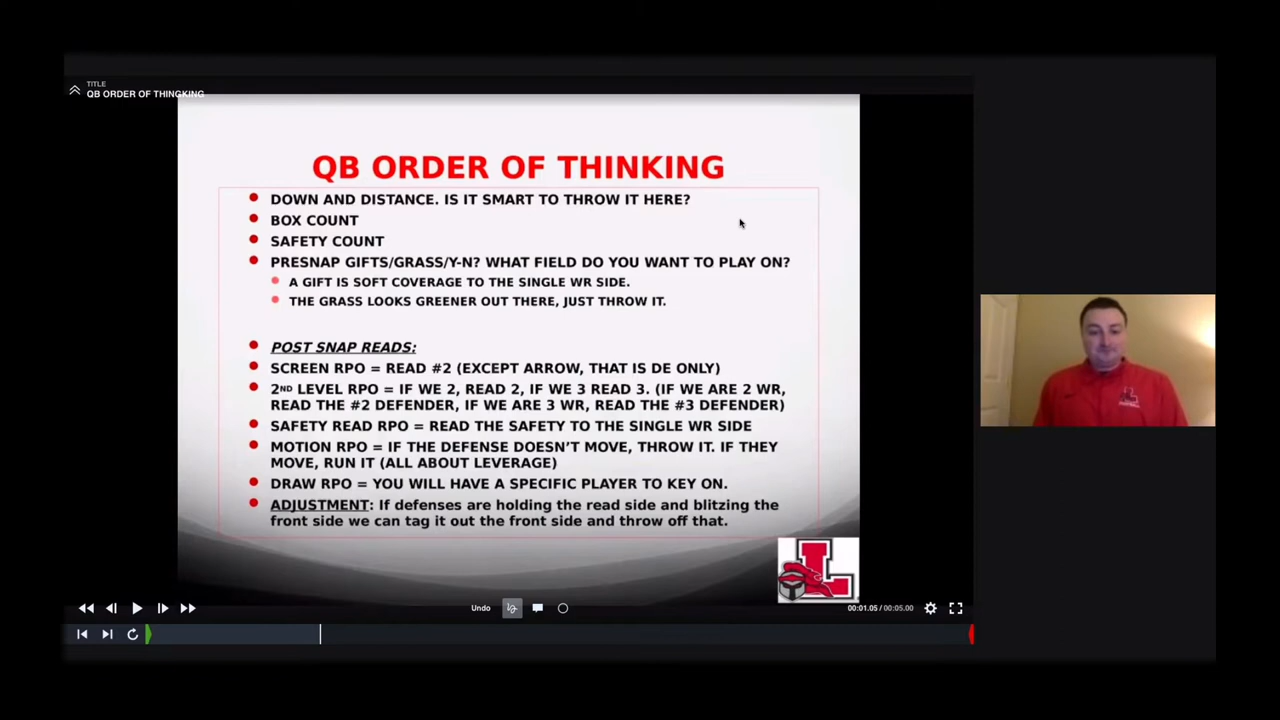 TITLE
QB ORDER OF THINGKING
QB ORDER OF THINKING
DOWN AND DISTANCE. IS IT SMART TO THROW IT HERE?
BOX COUNT
SAFETY COUNT
PRESNAP GIFTS/GRASS/Y-N? WHAT FIELD DO YOU WANT TO PLAY ON?
A GIFT IS SOFT COVERAGE TO THE SINGLE WR SIDE.
THE GRASS LOOKS GREENER OUT THERE, JUST THROW IT.
POST SNAP READS:
SCREEN RPO = READ #2 (EXCEPT ARROW, THAT IS DE ONLY)
2ND LEVEL RPO = IF WE 2, READ 2, IF WE 3 READ 3. (IF WE ARE 2 WR,
READ THE #2 DEFENDER, IF WE ARE 3 WR, READ THE #3 DEFENDER)
SAFETY READ RPO = READ THE SAFETY TO THE SINGLE WR SIDE
MOTION RPO = IF THE DEFENSE DOESN'T MOVE, THROW IT. IF THEY
MOVE, RUN IT (ALL ABOUT LEVERAGE)
DRAW RPO = YOU WILL HAVE A SPECIFIC PLAYER TO KEY ON.
ADJUSTMENT: If defenses are holding the read side and blitzing the
front side we can tag it out the front side and throw off that.
L
L
Undo
00:01.05 / 00:05.00